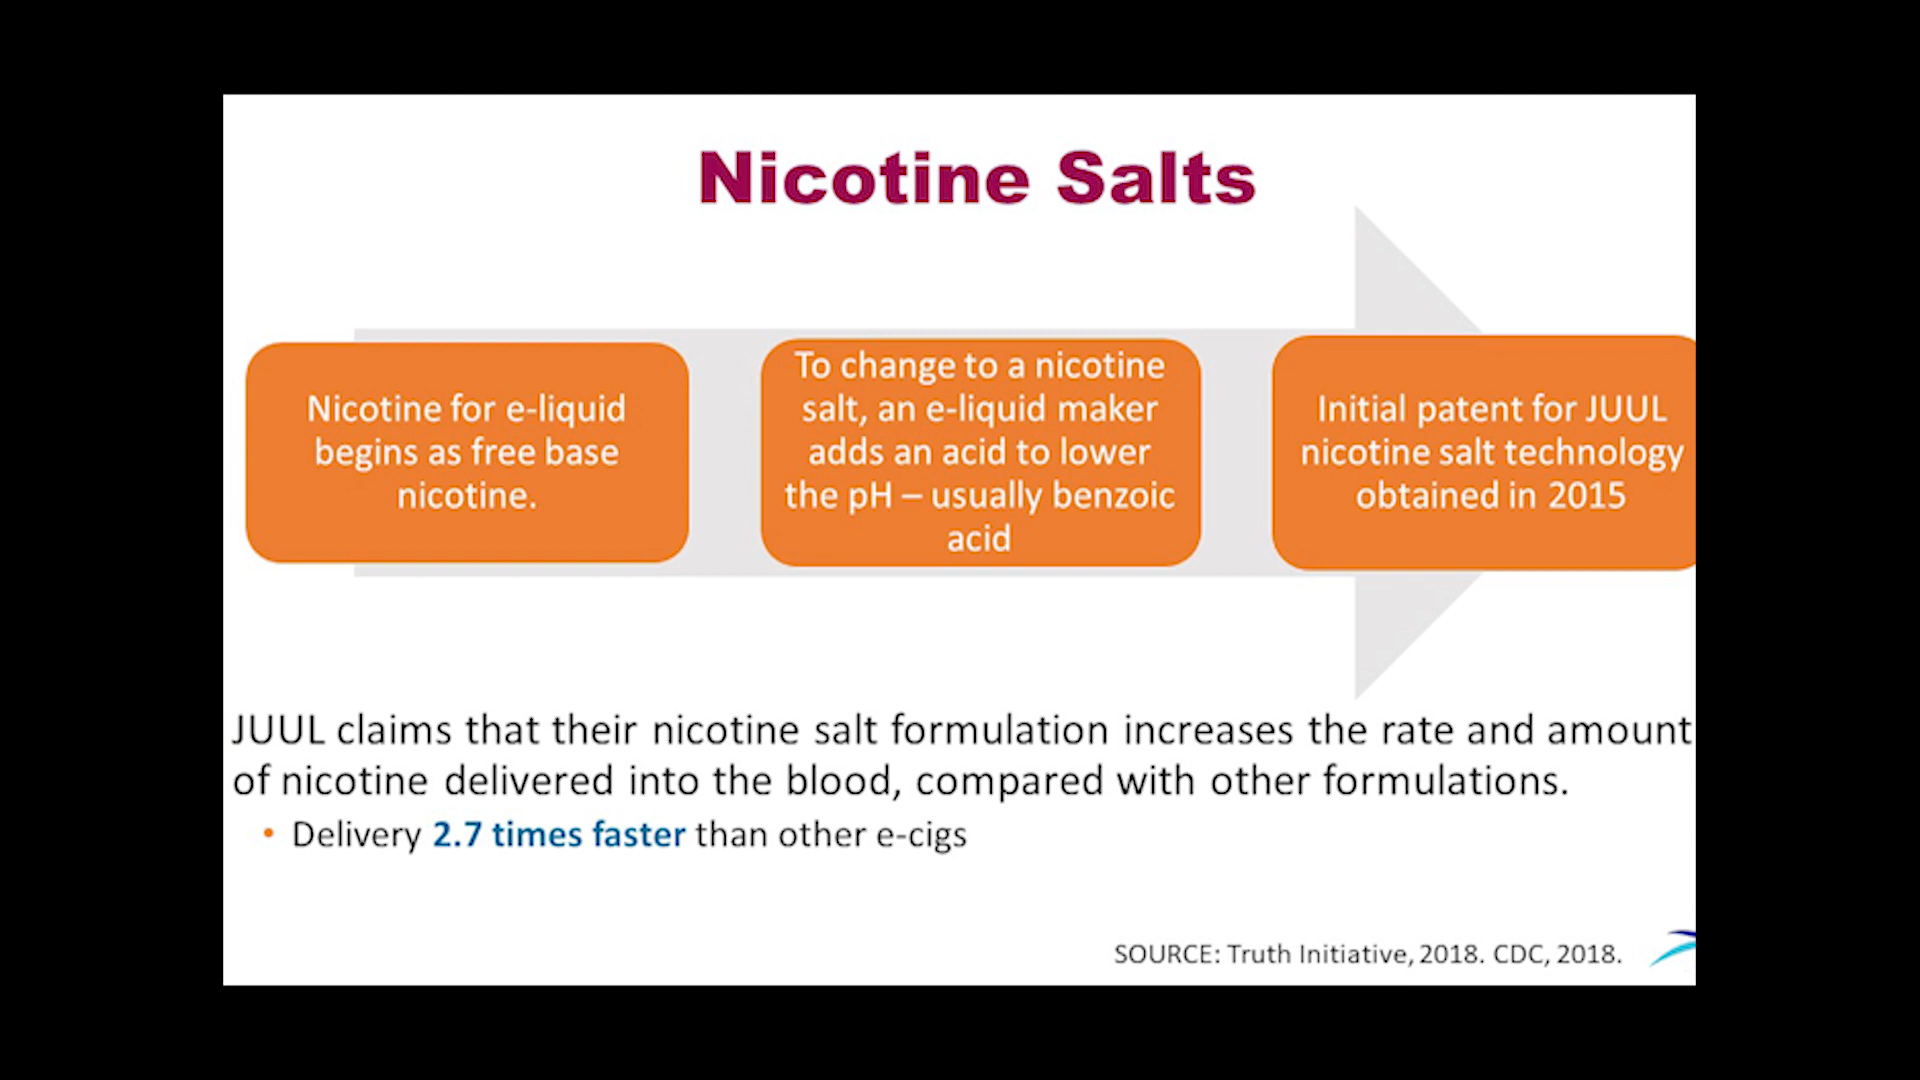 Nicotine Salts
Nicotine for e-liquid
begins as free base
nicotine.
To change to a nicotine
salt, an e-liquid maker
adds an acid to lower
the pH – usually benzoic
acid
Initial patent for JUUL
nicotine salt technology
obtained in 2015
JUUL claims that their nicotine salt formulation increases the rate and amount
of nicotine delivered into the blood, compared with other formulations.
• Delivery 2.7 times faster than other e-cigs
SOURCE: Truth Initiative, 2018. CDC, 2018.